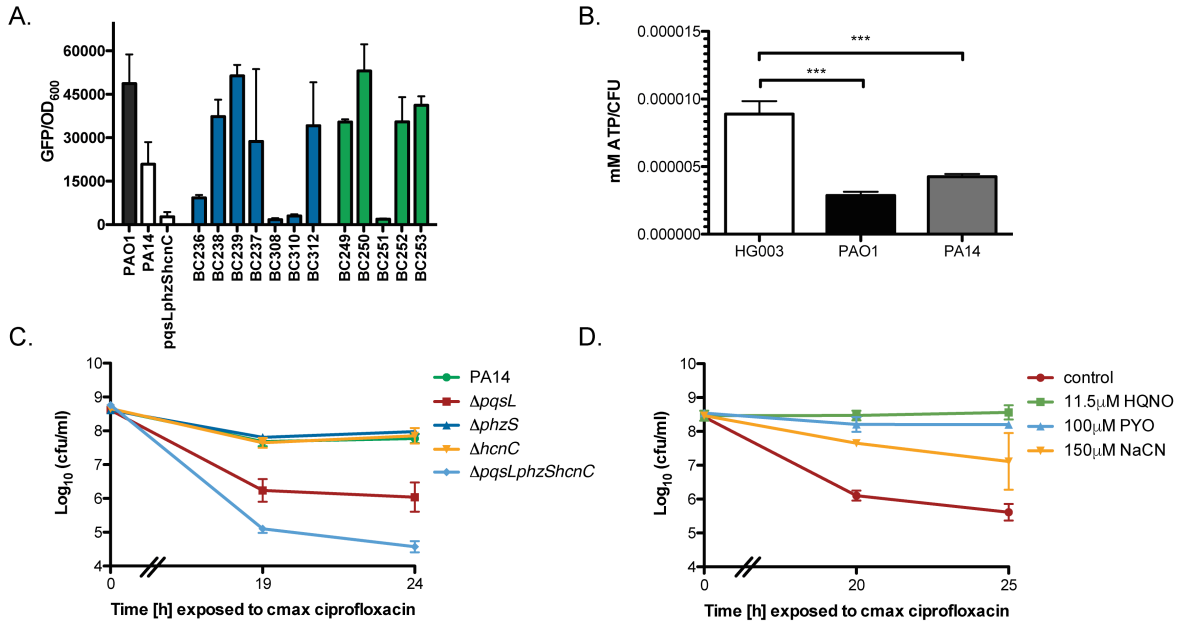 A.
GFP/OD600
60000
45000
30000
15000
0
PAO1
PA14
pqsLphzShcnC
BC236
BC238
BC239
BC237
BC308
BC310
BC312
BC249
BC250
BC251
BC252
BC253
B.
mM ATP/CFU
0.000015
0.000010
0.000005
0.000000
***
***
HG003
PAO1
PA14
C.
Log10 (cfu/ml)
10
9
8
7
6
5
4
0
19
24
Time [h] exposed to cmax ciprofloxacin
PA14
ΔpqsL
ΔphzS
ΔhcnC
ΔpqsLphzShcnC
D.
Log10 (cfu/ml)
10
9
8
7
6
5
4
0
20
25
Time [h] exposed to cmax ciprofloxacin
control
11.5µM HQNO
100µM PYO
150µM NaCN